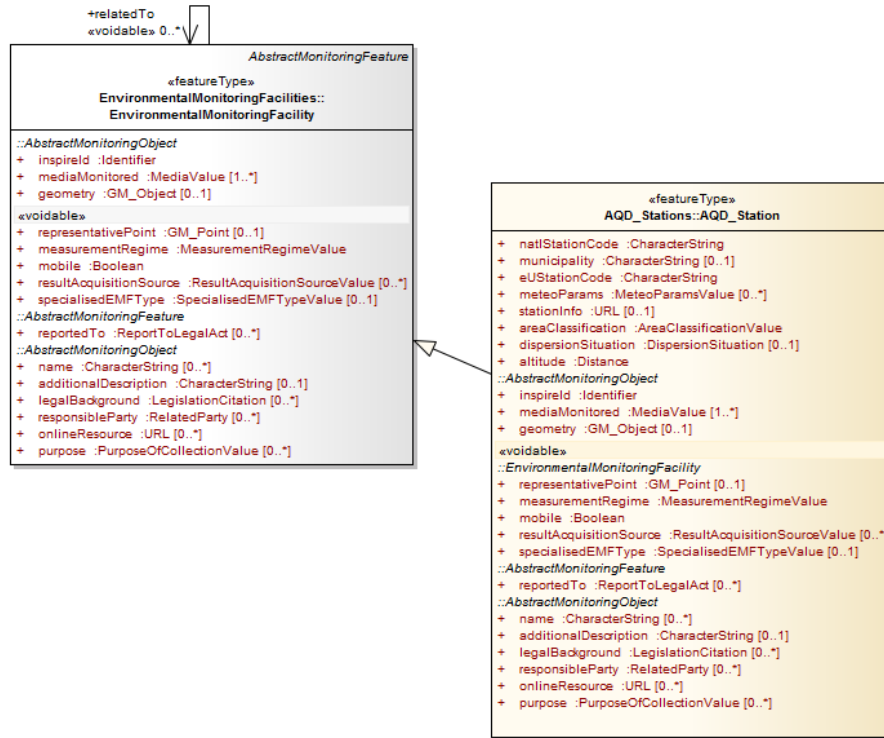 +relatedTo
«voidable» 0..*
AbstractMonitoringFeature
«featureType»
EnvironmentalMonitoringFacilities::
EnvironmentalMonitoringFacility
::AbstractMonitoringObject
+ inspireId :Identifier
+ mediaMonitored :MediaValue [1..*]
+ geometry :GM_Object [0..1]
«voidable»
+ representativePoint :GM_Point [0..1]
+ measurementRegime :MeasurementRegimeValue
+ mobile :Boolean
+ resultAcquisitionSource :ResultAcquisitionSourceValue [0..*]
+ specialisedEMFType :SpecialisedEMFTypeValue [0..1]
::AbstractMonitoringFeature
+ reportedTo :ReportToLegalAct [0..*]
::AbstractMonitoringObject
+ name :CharacterString [0..*]
+ additionalDescription :CharacterString [0..1]
+ legalBackground :LegislationCitation [0..*]
+ responsibleParty :RelatedParty [0..*]
+ onlineResource :URL [0..*]
+ purpose :PurposeOfCollectionValue [0..*]
«featureType»
AQD_Stations::AQD_Station
+ natlStationCode :CharacterString
+ municipality :CharacterString [0..1]
+ eUStationCode :CharacterString
+ meteoParams :MeteoParamsValue [0..*]
+ stationInfo :URL [0..1]
+ areaClassification :AreaClassificationValue
+ dispersionSituation :DispersionSituation [0..1]
+ altitude :Distance
::AbstractMonitoringObject
+ inspireId :Identifier
+ mediaMonitored :MediaValue [1..*]
+ geometry :GM_Object [0..1]
«voidable»
::EnvironmentalMonitoringFacility
+ representativePoint :GM_Point [0..1]
+ measurementRegime :MeasurementRegimeValue
+ mobile :Boolean
+ resultAcquisitionSource :ResultAcquisitionSourceValue [0..*
+ specialisedEMFType :SpecialisedEMFTypeValue [0..1]
::AbstractMonitoringFeature
+ reportedTo :ReportToLegalAct [0..*]
::AbstractMonitoringObject
+ name :CharacterString [0..*]
+ additionalDescription :CharacterString [0..1]
+ legalBackground :LegislationCitation [0..*]
+ responsibleParty :RelatedParty [0..*]
+ onlineResource :URL [0..*]
+ purpose :PurposeOfCollectionValue [0..*]